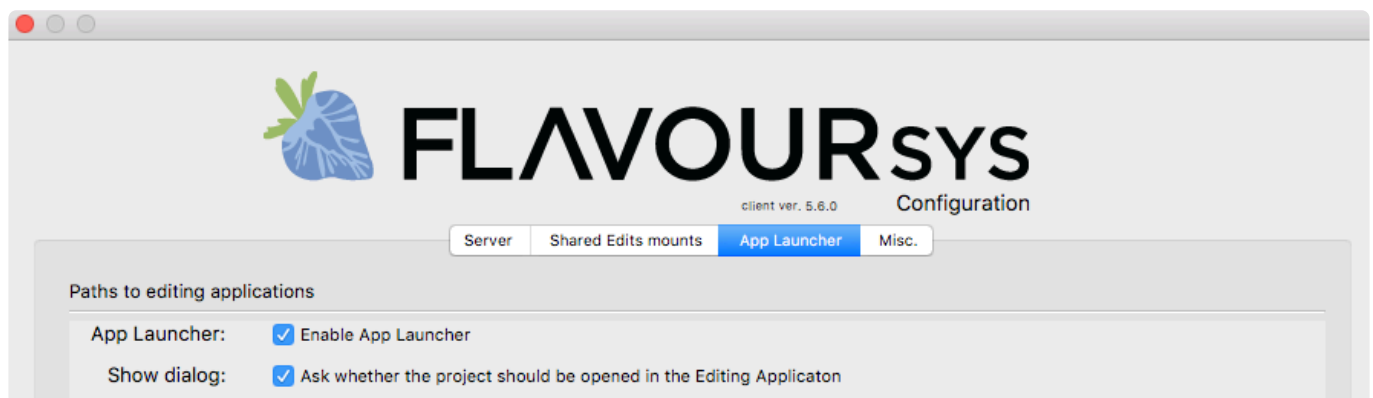 FLAVOURSYS
client ver. 5.6.0 Configuration
Server Shared Edits mounts App Launcher Misc.
Paths to editing applications
App Launcher: Enable App Launcher
Show dialog: Ask whether the project should be opened in the Editing Applicaton